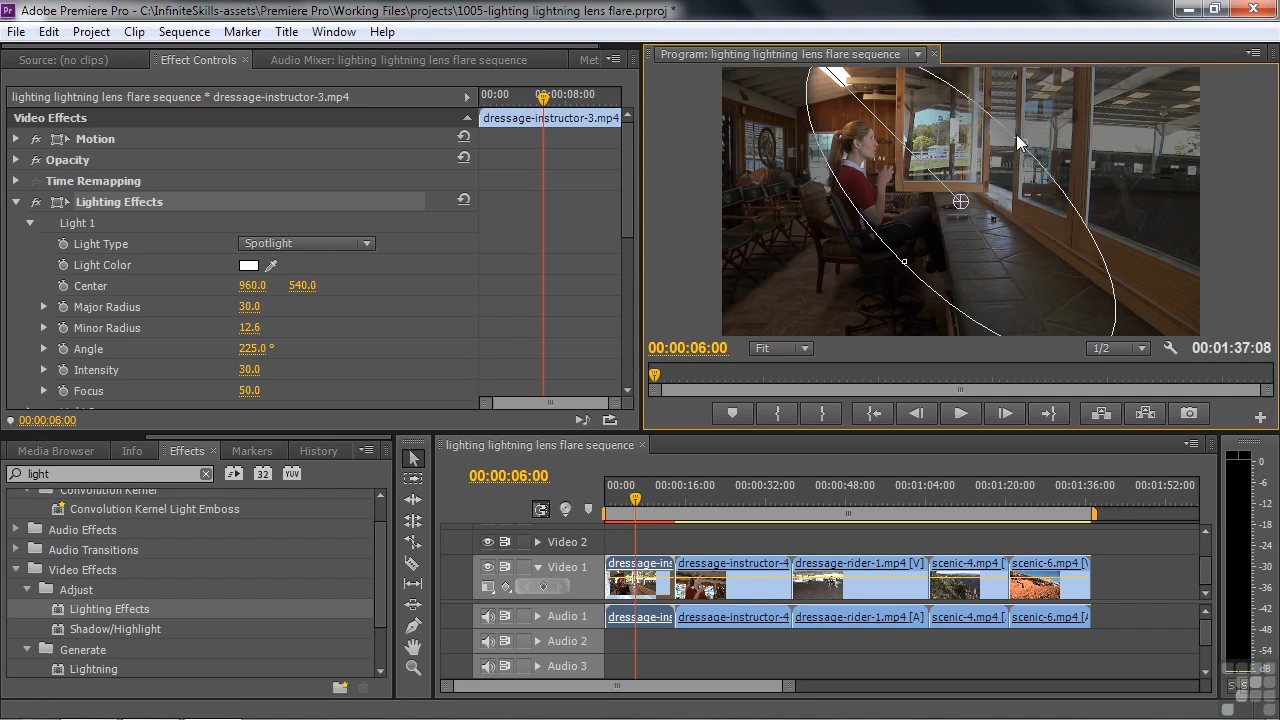 Pr Adobe Premiere Pro - C:\InfiniteSkills-assets\Premiere Pro\Working Files\projects\1005-lighting lightning lens flare.prproj *
File Edit Project Clip Sequence Marker Title Window Help
Source: (no clips) Effect Controls × Audio Mixer: lighting lightning lens flare sequence Met
Program: lighting lightning lens flare sequence ×
lighting lightning lens flare sequence * dressage-instructor-3.mp4
00:00 00:00:08:00
Video Effects
dressage-instructor-3.mp4
fx Motion
fx Opacity
fx Time Remapping
fx Lighting Effects
Light 1
Light Type Spotlight
Light Color
Center 960.0 540.0
Major Radius 30.0
Minor Radius 12.6
Angle 225.0 °
Intensity 30.0
Focus 50.0
00:00:06:00
00:00:06:00 Fit 1/2 00:01:37:08
Media Browser Info Effects × Markers History
light
32 YUV
Convolution Kernel
Convolution Kernel Light Emboss
Audio Effects
Audio Transitions
Video Effects
Adjust
Lighting Effects
Shadow/Highlight
Generate
Lightning
lighting lightning lens flare sequence ×
00:00:06:00
00:00 00:00:16:00 00:00:32:00 00:00:48:00 00:01:04:00 00:01:20:00 00:01:36:00 00:01:52:00
Video 2
Video 1
dressage-ins dressage-instructor-4 dressage-rider-1.mp4 [V] scenic-4.mp4 [ scenic-6.mp4 [
Audio 1
dressage-ins dressage-instructor-4 dressage-rider-1.mp4 [A] scenic-4.mp4 [ scenic-6.mp4 [
Audio 2
Audio 3
0
-6
-12
-18
-24
-30
-36
-42
-48
-54
dB
S S